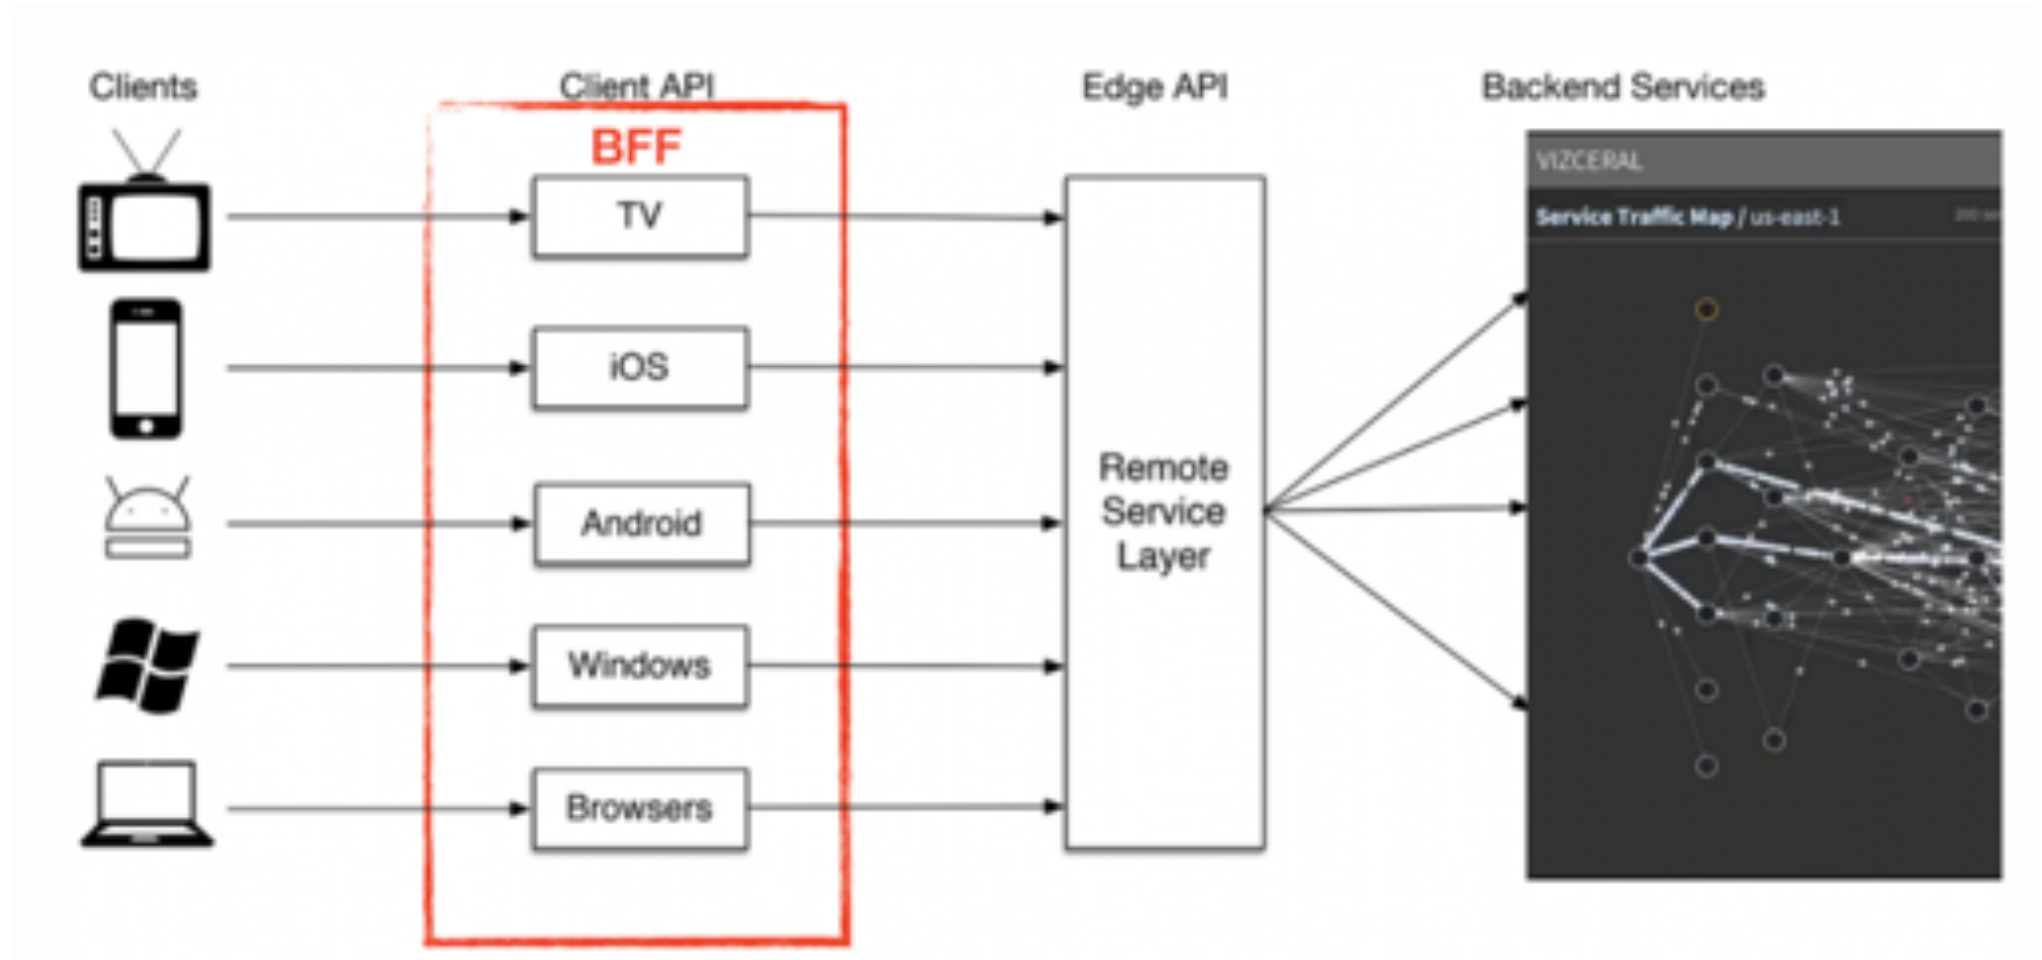 Clients
Client API
Edge API
Backend Services
BFF
TV
iOS
Android
Windows
Browsers
Remote
Service
Layer
VIZCERAL
Service Traffic Map / us-east-1
200